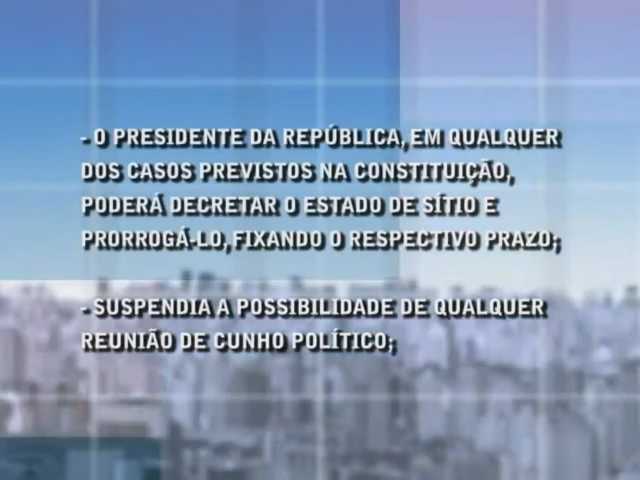 - O PRESIDENTE DA REPÚBLICA, EM QUALQUER
DOS CASOS PREVISTOS NA CONSTITUIÇÃO,
PODERÁ DECRETAR O ESTADO DE SÍTIO E
PRORROGÁ-LO, FIXANDO O RESPECTIVO PRAZO;
- SUSPENDIA A POSSIBILIDADE DE QUALQUER
REUNIÃO DE CUNHO POLÍTICO;